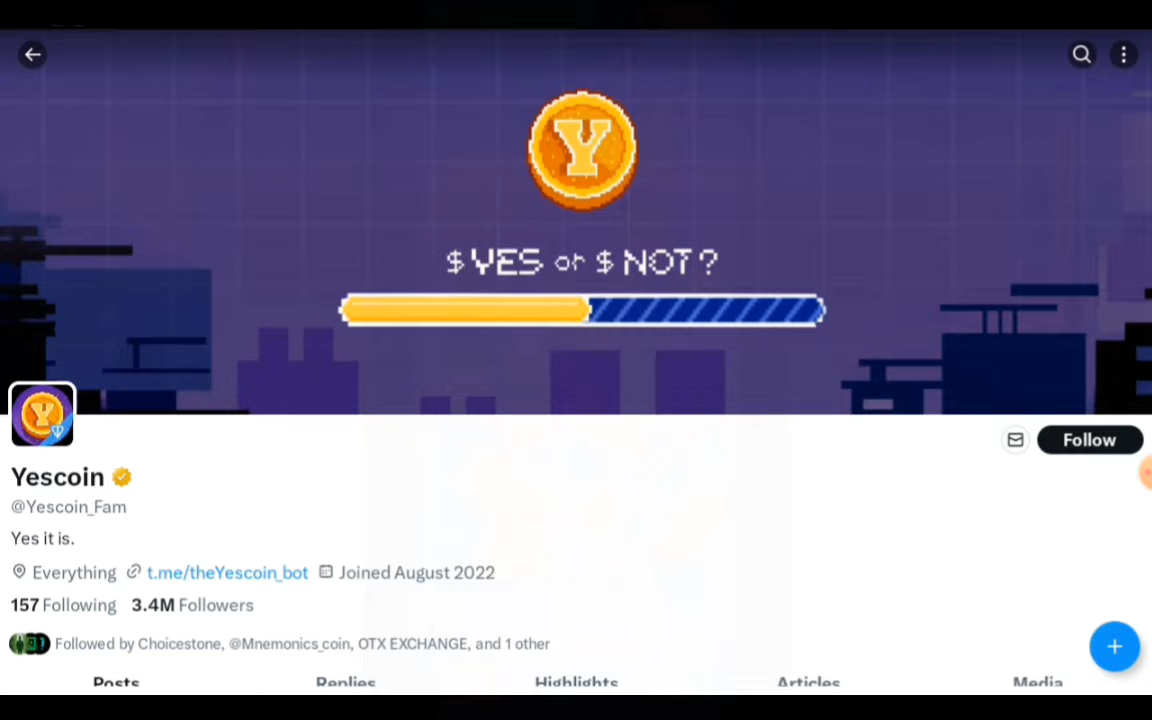 Y
$ YES or $ NOT?
Y
Follow
Yescoin
@Yescoin_Fam
Yes it is.
Everything t.me/theYescoin_bot Joined August 2022
157 Following 3.4M Followers
Followed by Choicestone, @Mnemonics_coin, OTX EXCHANGE, and 1 other
Posts Replies Highlights Articles Media